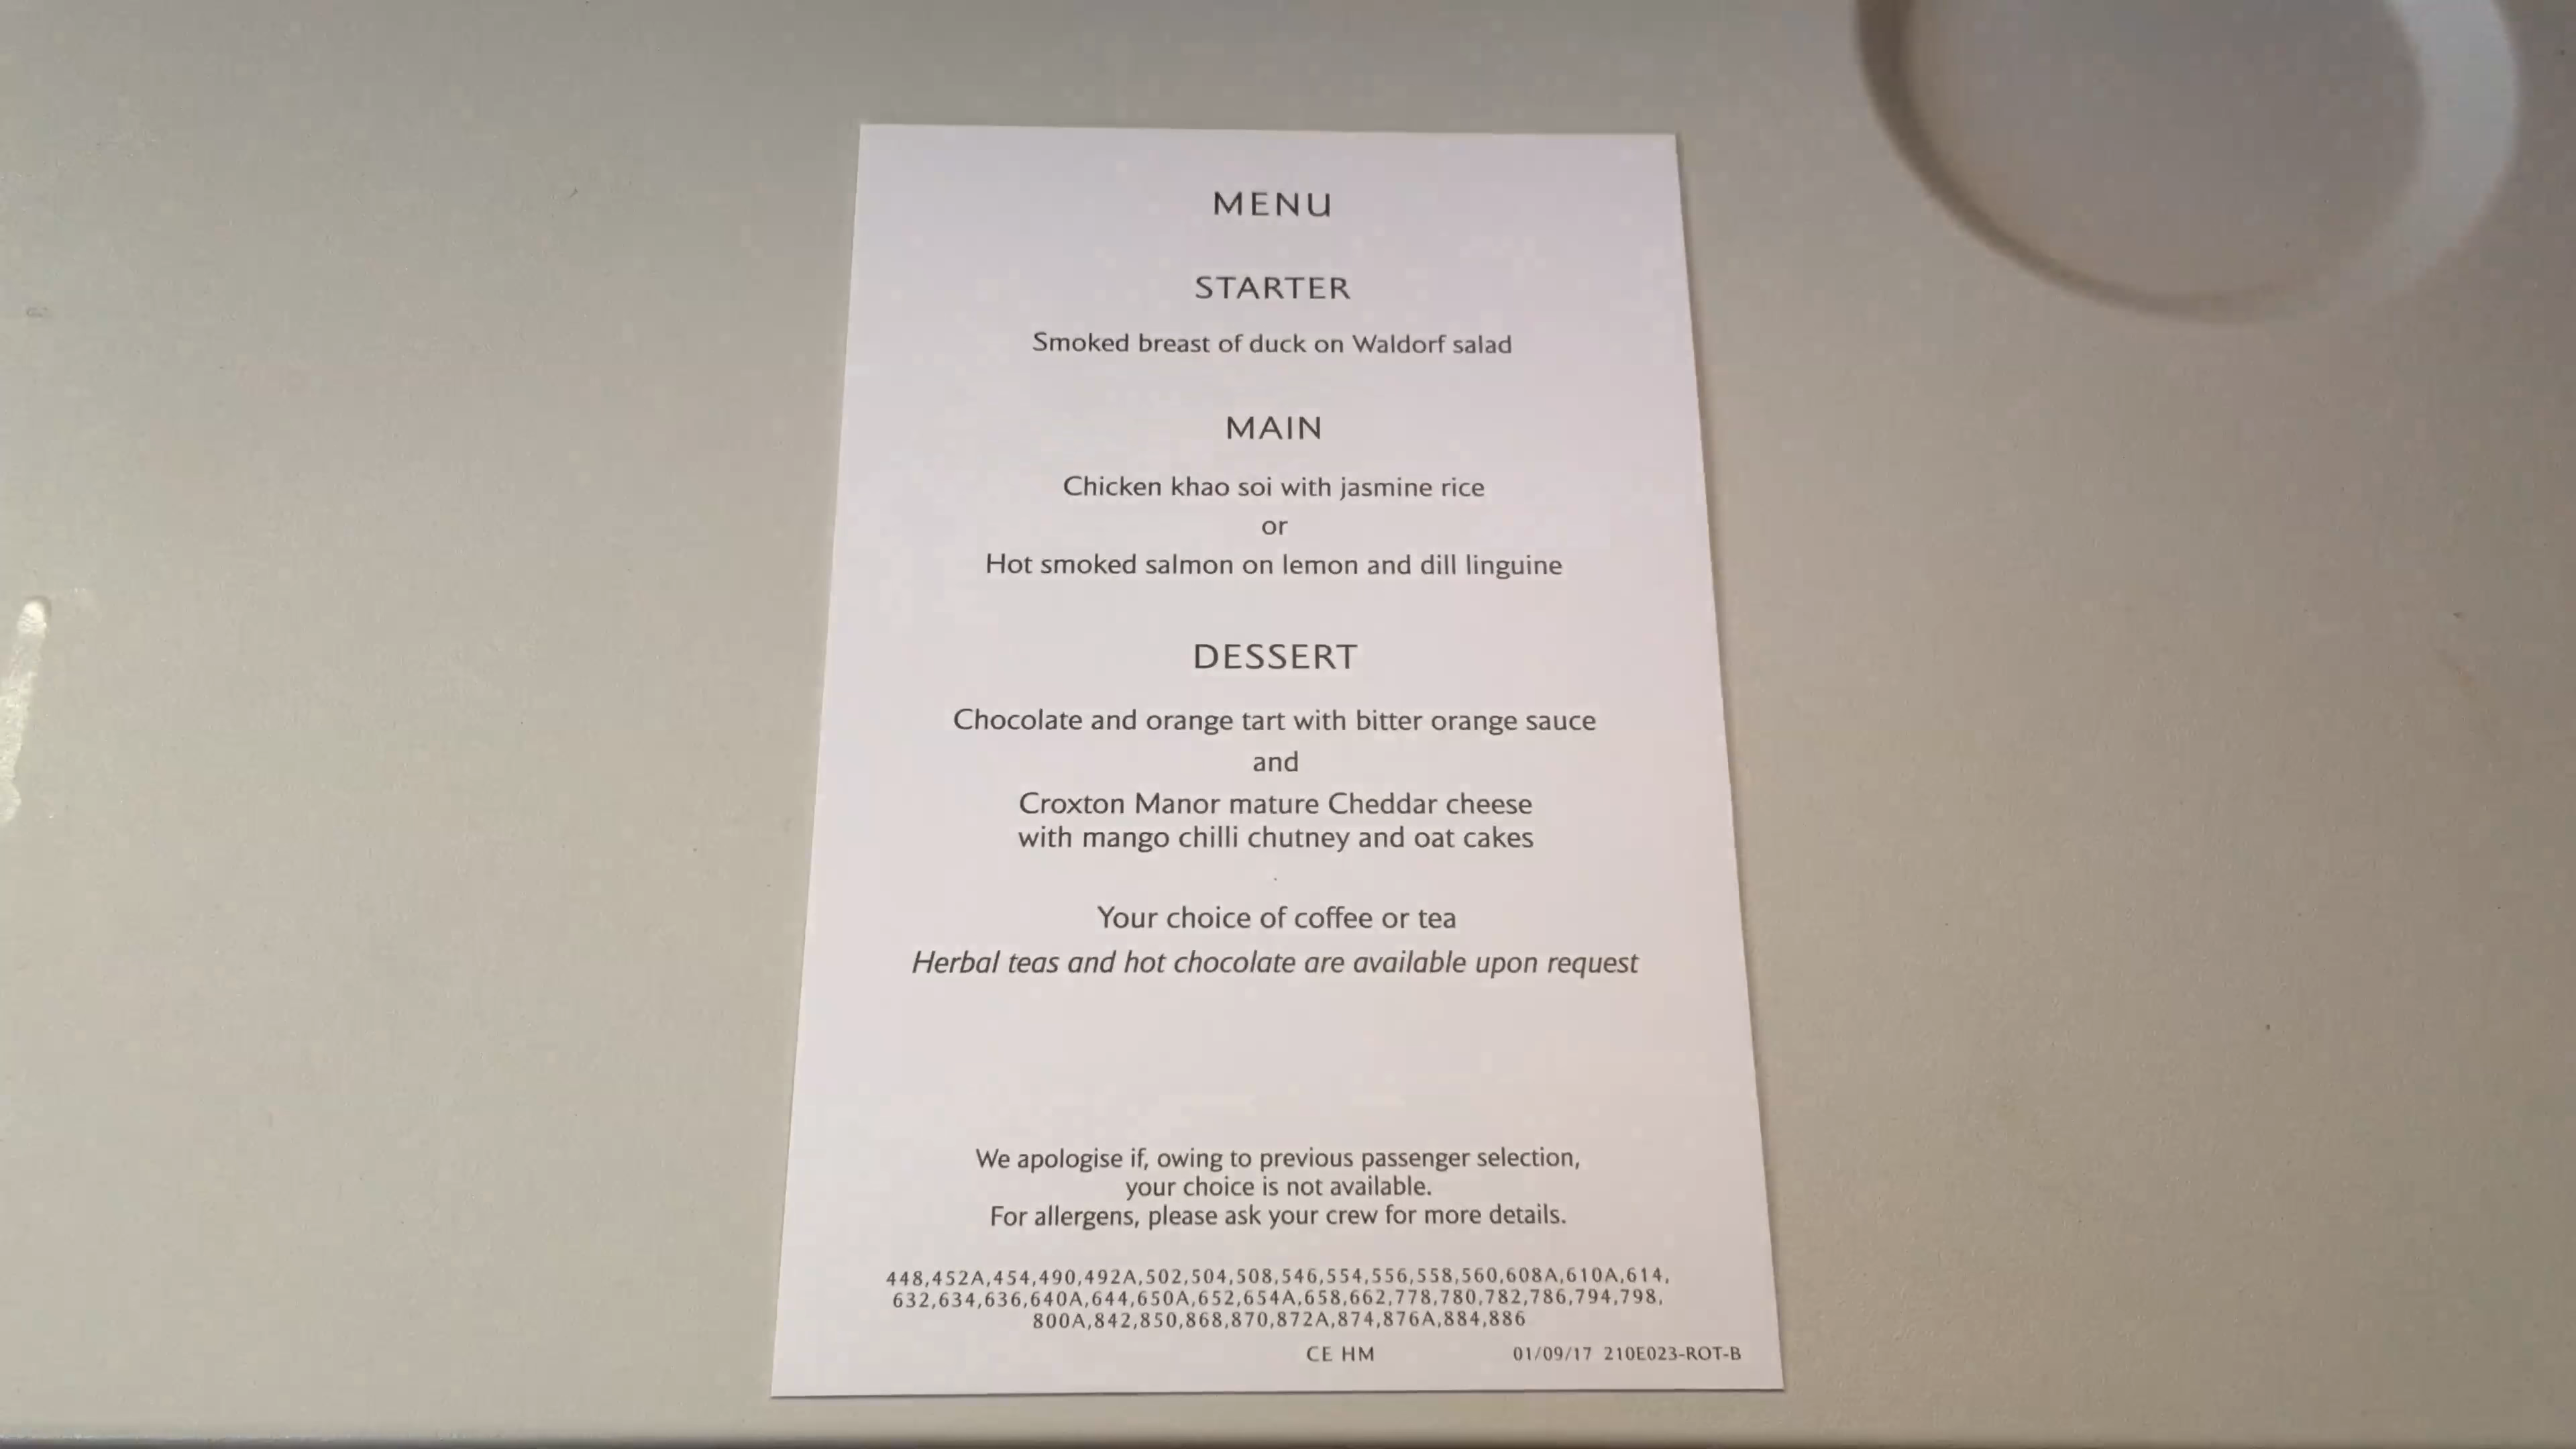 MENU
STARTER
Smoked breast of duck on Waldorf salad
MAIN
Chicken khao soi with jasmine rice
or
Hot smoked salmon on lemon and dill linguine
DESSERT
Chocolate and orange tart with bitter orange sauce
and
Croxton Manor mature Cheddar cheese
with mango chilli chutney and oat cakes
Your choice of coffee or tea
Herbal teas and hot chocolate are available upon request
We apologise if, owing to previous passenger selection,
your choice is not available.
For allergens, please ask your crew for more details.
448,452A,454,490,492A,502,504,508,546,554,556,558,560,608A,610A,614,
632,634,636,640A,644,650A,652,654A,658,662,778,780,782,786,794,798,
800A,842,850,868,870,872A,874,876A,884,886
CE HM 01/09/17 210E023-ROT-B